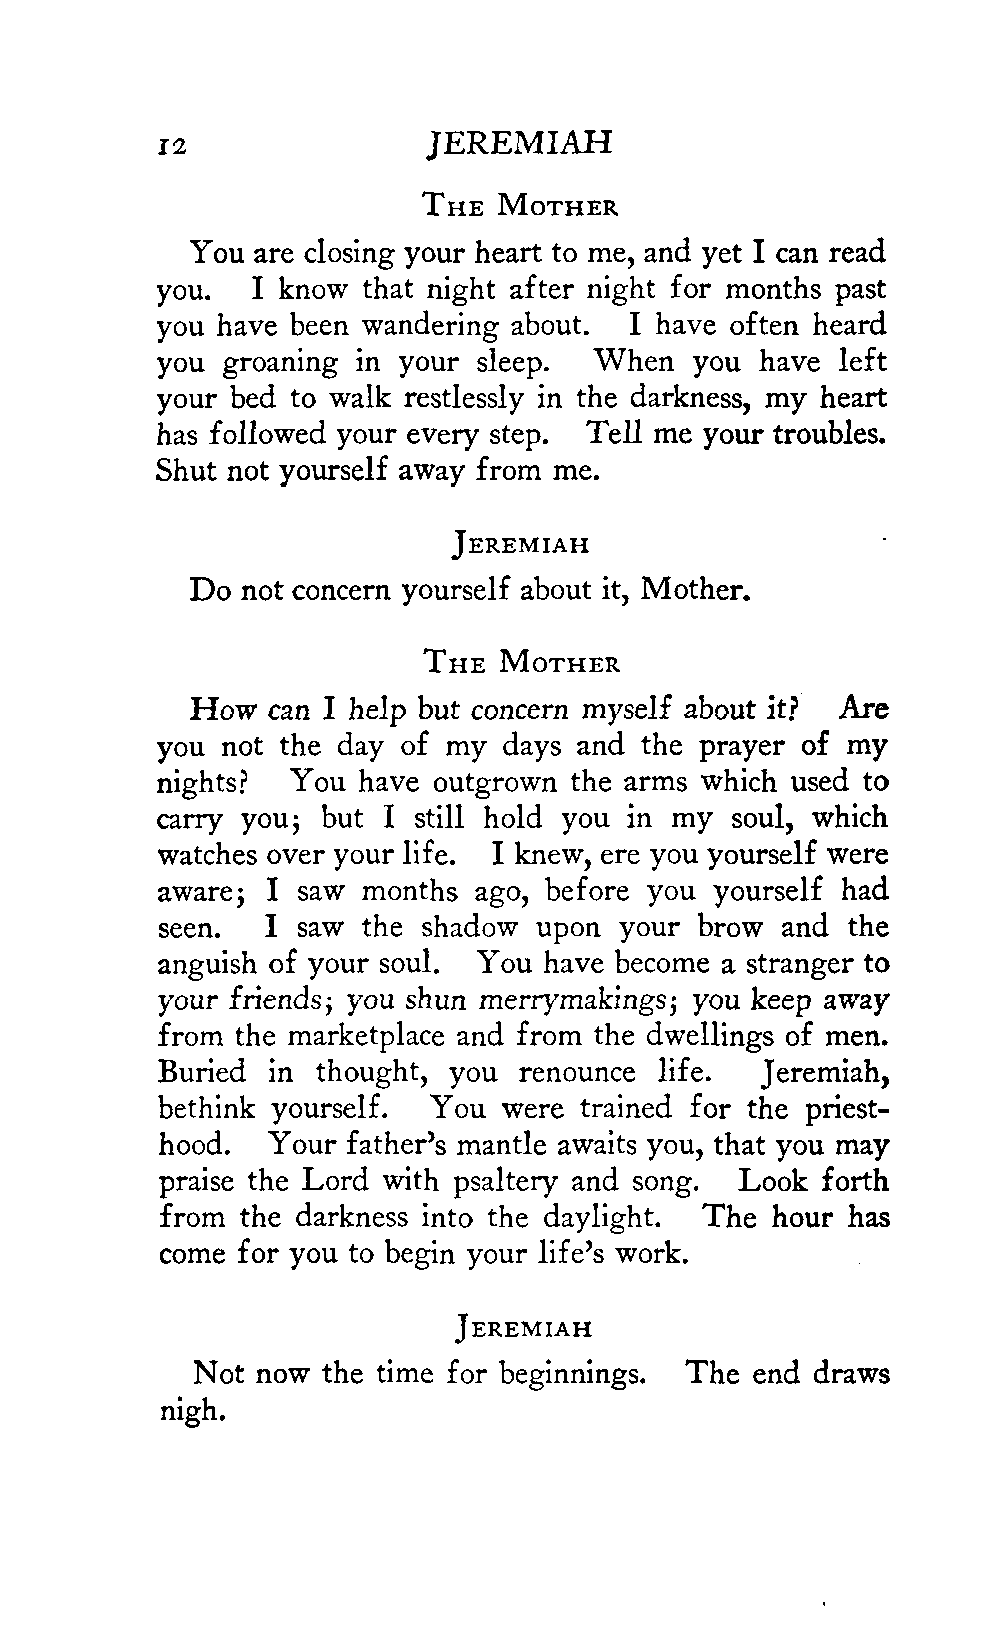 12 JEREMIAH
THE MOTHER
You are closing your heart to me, and yet I can read
you. I know that night after night for months past
you have been wandering about. I have often heard
you groaning in your sleep. When you have left
your bed to walk restlessly in the darkness, my heart
has followed your every step. Tell me your troubles.
Shut not yourself away from me.
JEREMIAH
Do not concern yourself about it, Mother.
THE MOTHER
How can I help but concern myself about it? Are
you not the day of my days and the prayer of my
nights? You have outgrown the arms which used to
carry you; but I still hold you in my soul, which
watches over your life. I knew, ere you yourself were
aware; I saw months ago, before you yourself had
seen. I saw the shadow upon your brow and the
anguish of your soul. You have become a stranger to
your friends; you shun merrymakings; you keep away
from the marketplace and from the dwellings of men.
Buried in thought, you renounce life. Jeremiah,
bethink yourself. You were trained for the priest-
hood. Your father's mantle awaits you, that you may
praise the Lord with psaltery and song. Look forth
from the darkness into the daylight. The hour has
come for you to begin your life's work.
JEREMIAH
Not now the time for beginnings. The end draws
nigh.